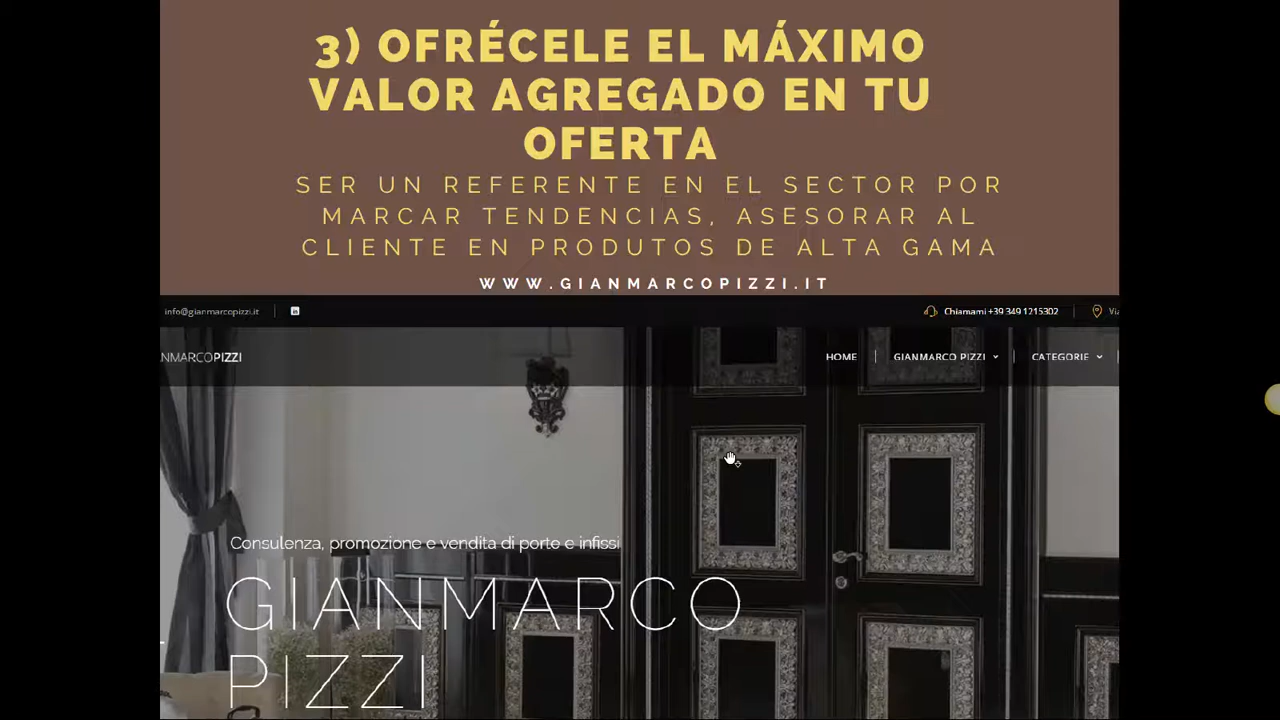 3) OFRÉCELE EL MÁXIMO
VALOR AGREGADO EN TU
OFERTA
SER UN REFERENTE EN EL SECTOR POR
MARCAR TENDENCIAS, ASESORAR AL
CLIENTE EN PRODUTOS DE ALTA GAMA
WWW.GIANMARCOPIZZI.IT
info@gianmarcopizzi.it
Chiamami +39 349 1215302
NMARCOPIZZI
HOME
GIANMARCO PIZZI
CATEGORIE
Consulenza, promozione e vendita di porte e infissi
GIANMARCO
PIZZI